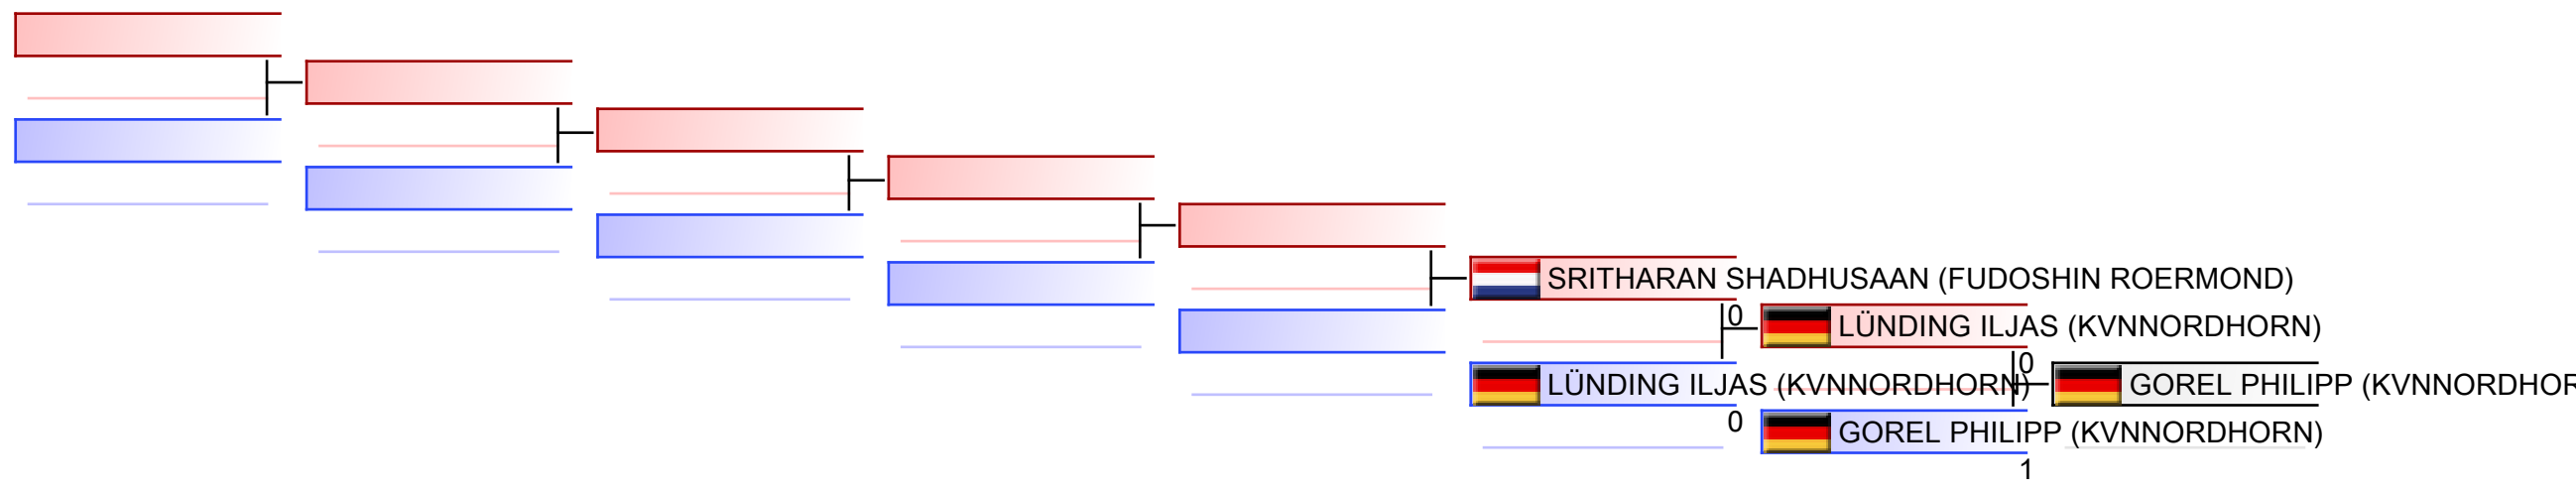 SRITHARAN SHADHUSAAN (FUDOSHIN ROERMOND)
0
LÜNDING ILJAS (KVNNORDHORN)
0
LÜNDING ILJAS (KVNNORDHORN)
GOREL PHILIPP (KVNNORDHOR
0
GOREL PHILIPP (KVNNORDHORN)
1